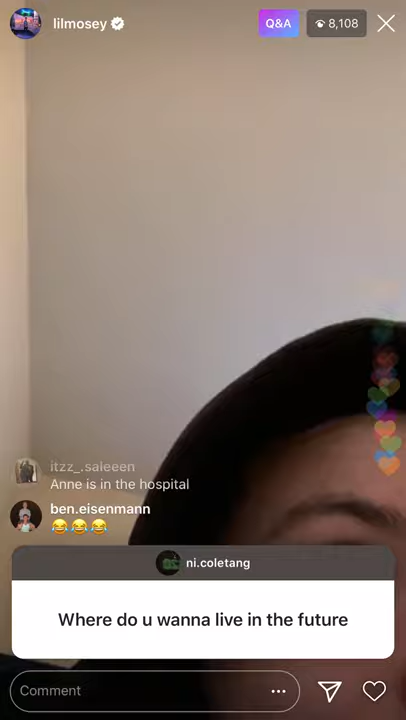 lilmosey
Q&A
8,108
itzz_.saleeen
Anne is in the hospital
ben.eisenmann
😂😂😂
ni.coletang
Where do u wanna live in the future
Comment